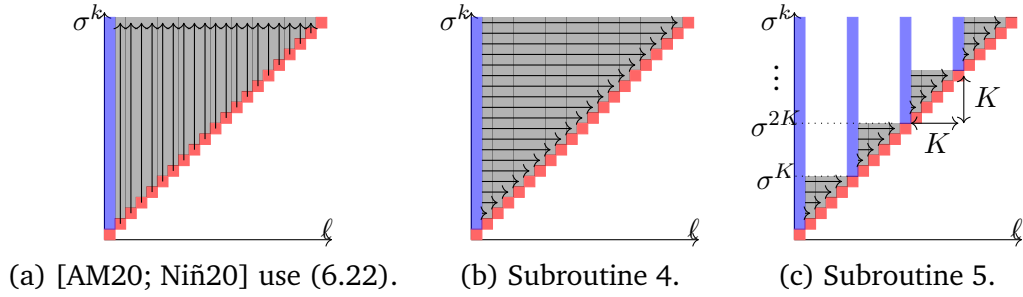 σ^k
ℓ
(a) [AM20; Niñ20] use (6.22).
σ^k
ℓ
(b) Subroutine 4.
σ^k
⋮
σ^{2K}
σ^K
K
K
ℓ
(c) Subroutine 5.